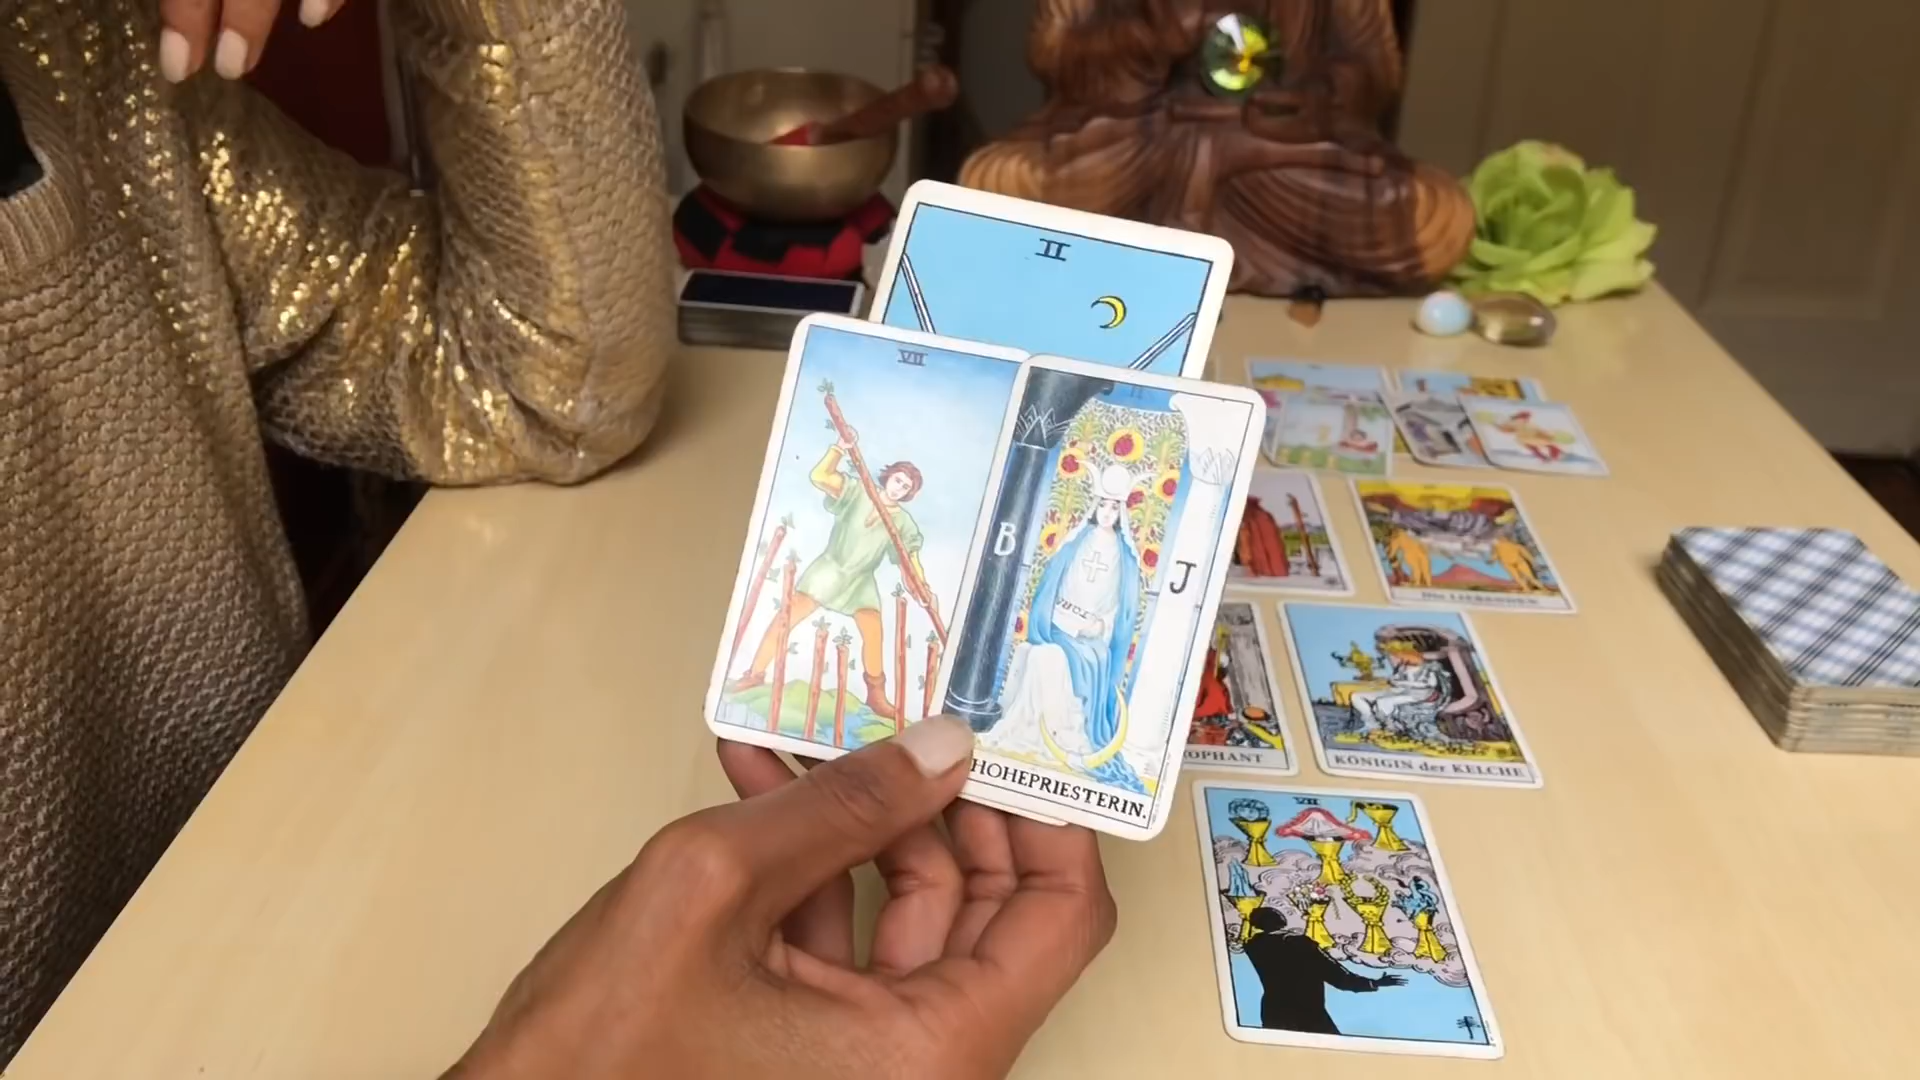 II
VII
B
J
HOHEPRIESTERIN.
Die LIEBENDEN
OPHANT
KÖNIGIN der KELCHE
VII